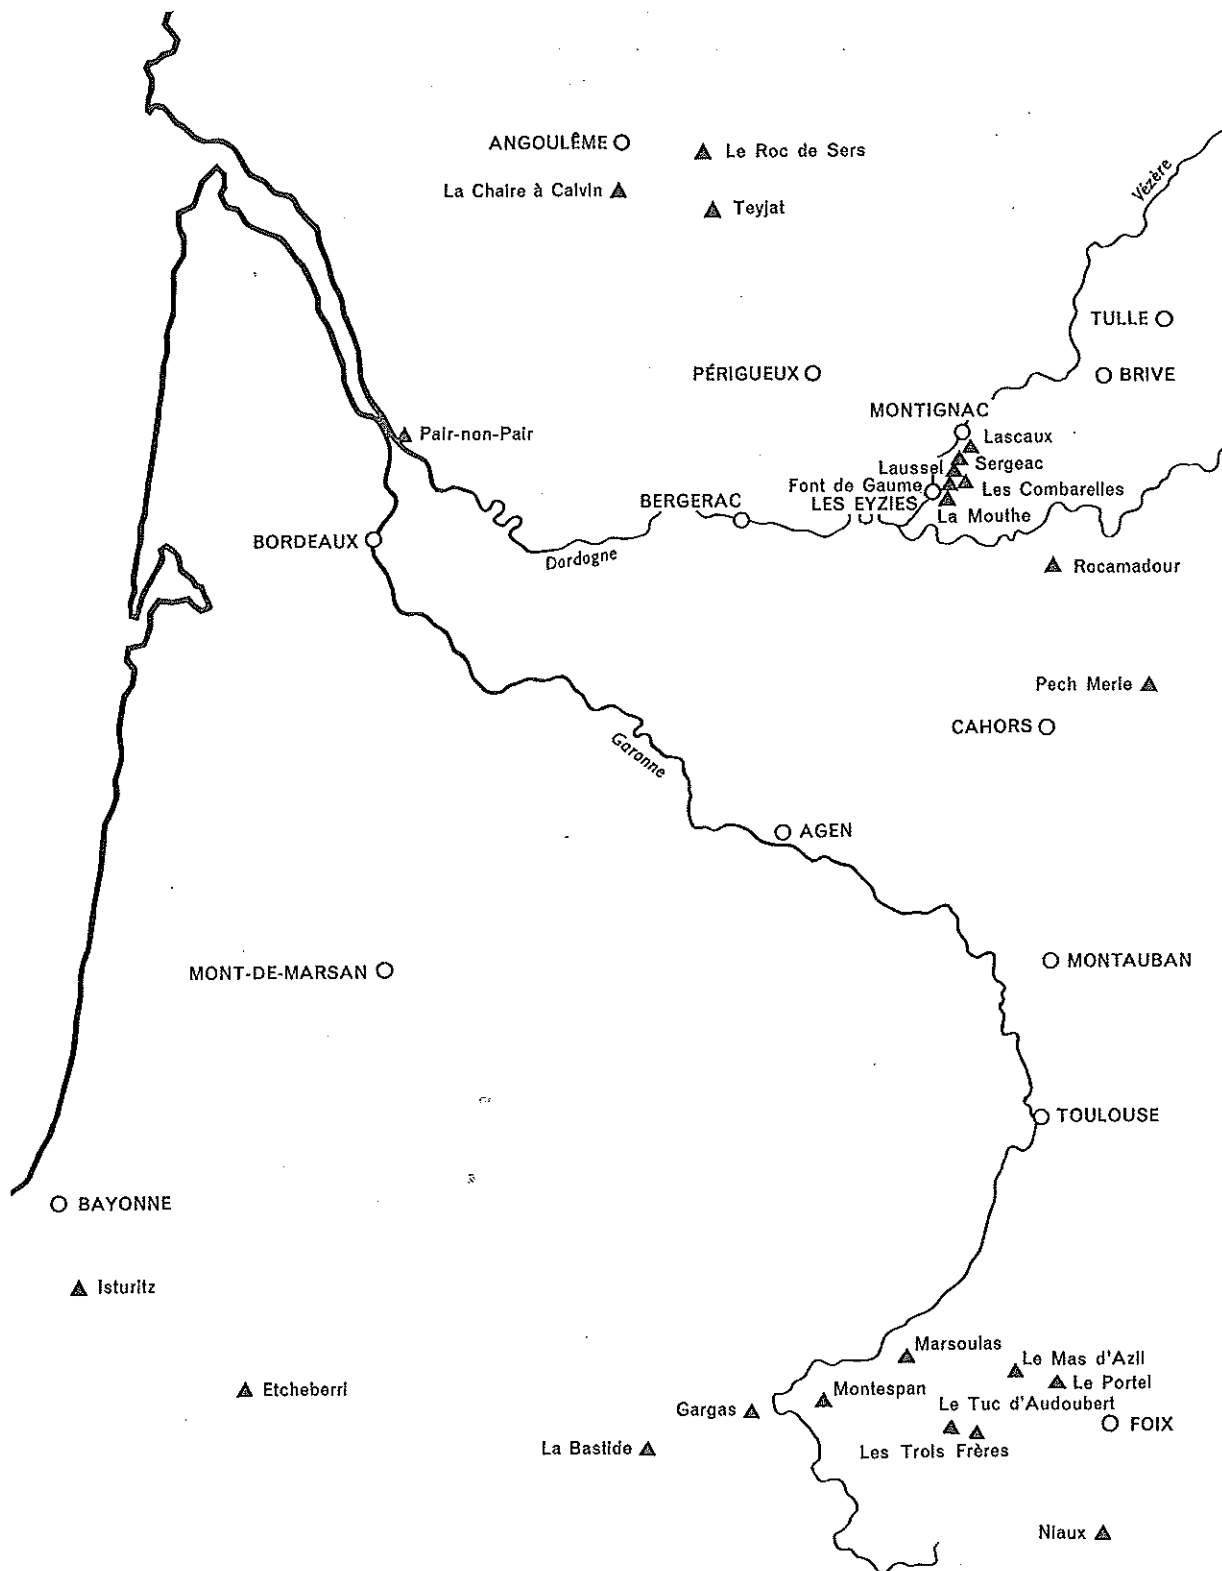 ANGOULÊME
Le Roc de Sers
La Chaire à Calvin
Teyjat
Vézère
TULLE
PÉRIGUEUX
BRIVE
MONTIGNAC
Lascaux
Pair-non-Pair
Sergeac
Laussel
Font de Gaume
Les Combarelles
BERGERAC
LES EYZIES
La Mouthe
BORDEAUX
Dordogne
Rocamadour
Pech Merle
CAHORS
Garonne
AGEN
MONT-DE-MARSAN
MONTAUBAN
TOULOUSE
BAYONNE
Isturitz
Marsoulas
Le Mas d'Azil
Le Portel
Etcheberri
Montespan
Le Tuc d'Audoubert
Gargas
FOIX
La Bastide
Les Trois Frères
Niaux